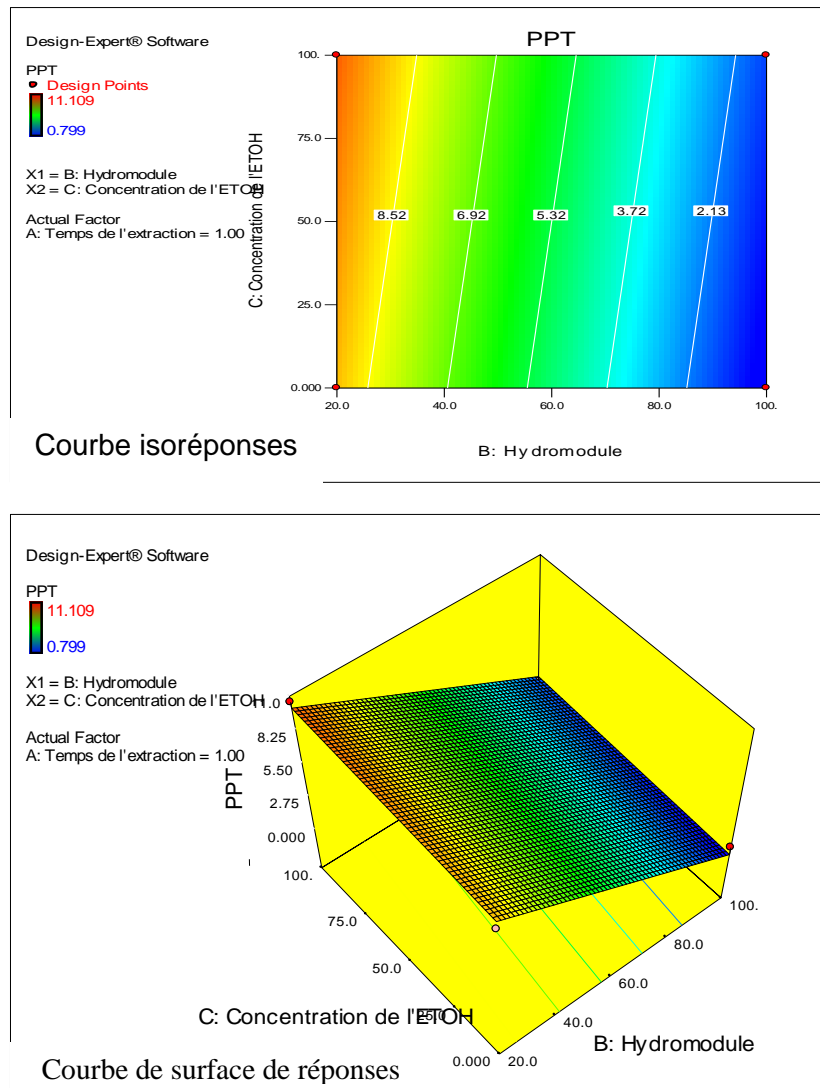 Design-Expert® Software
PPT
Design Points
11.109
0.799
X1 = B: Hydromodule
X2 = C: Concentration de l'ETOH
Actual Factor
A: Temps de l'extraction = 1.00
PPT
C: Concentration de l'ETOH
100.
75.0
50.0
25.0
0.000
8.52
6.92
5.32
3.72
2.13
20.0
40.0
60.0
80.0
100.
B: Hydromodule
Courbe isoréponses
Design-Expert® Software
PPT
11.109
0.799
X1 = B: Hydromodule
X2 = C: Concentration de l'ETOH
Actual Factor
A: Temps de l'extraction = 1.00
PPT
11.0
8.25
5.50
2.75
0.000
100.
75.0
50.0
25.0
0.000
20.0
40.0
60.0
80.0
100.
C: Concentration de l'ETOH
B: Hydromodule
Courbe de surface de réponses